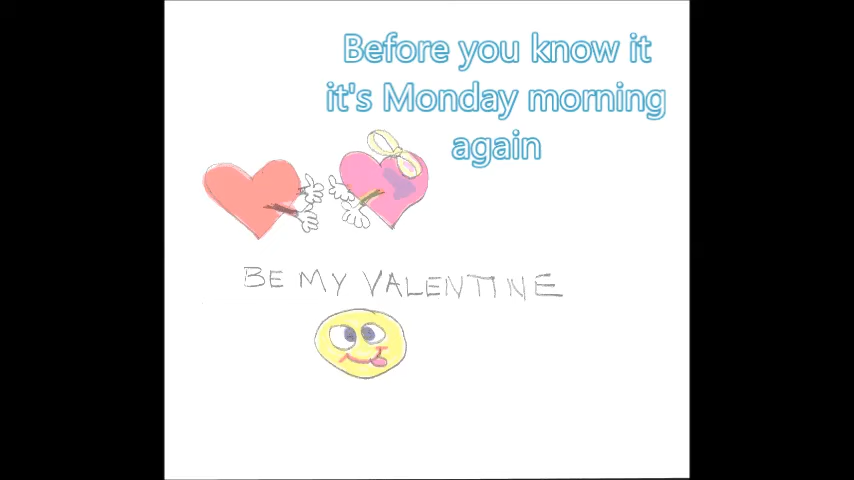 Before you know it
it's Monday morning
again
BE MY VALENTINE